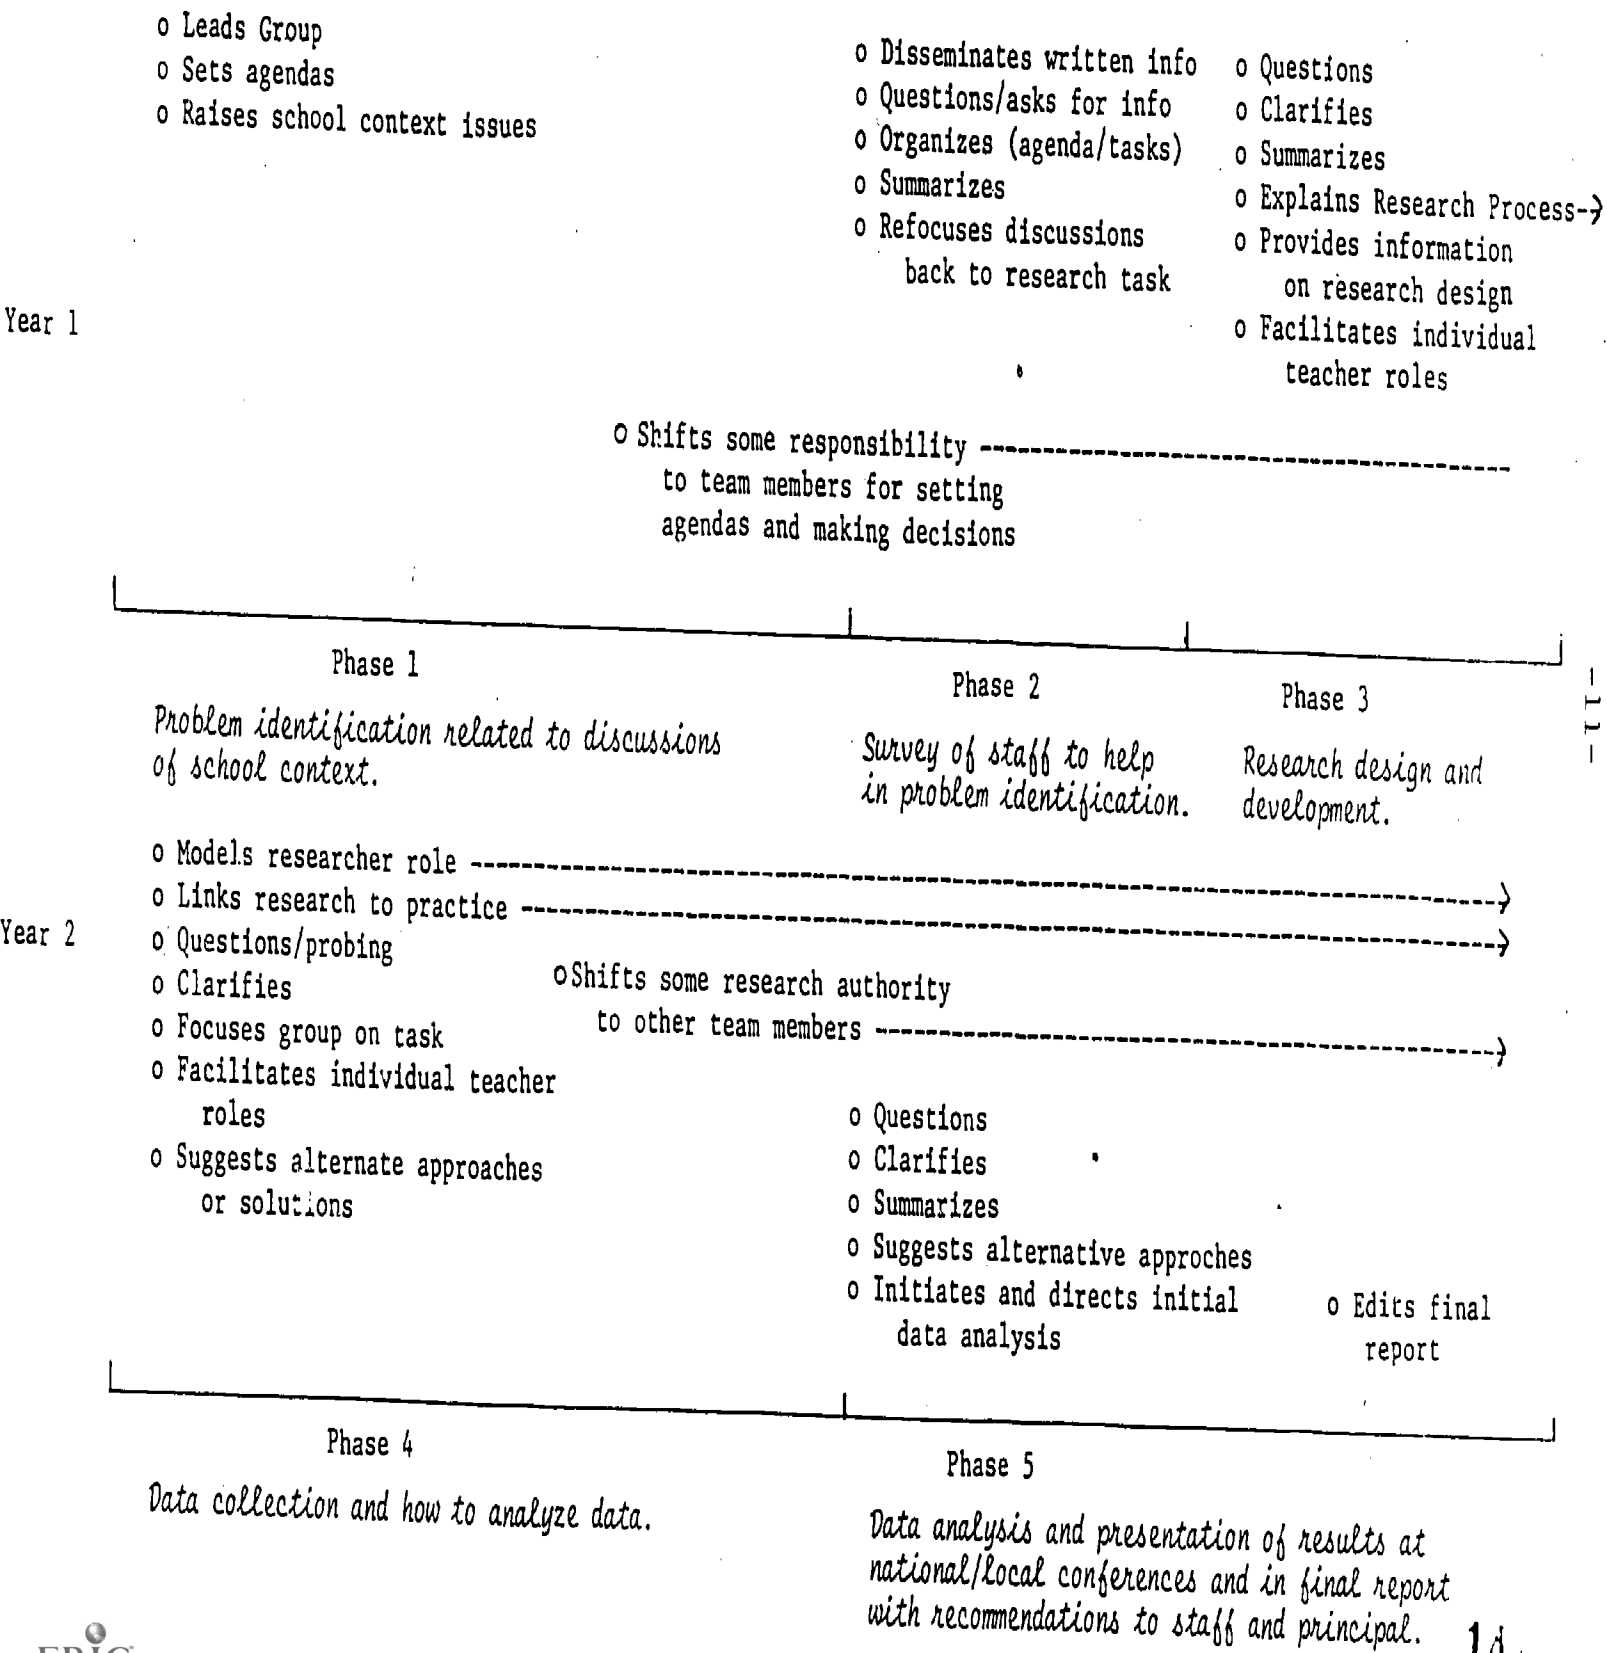 o Leads Group
o Sets agendas
o Raises school context issues
o Disseminates written info
o Questions/asks for info
o Organizes (agenda/tasks)
o Summarizes
o Refocuses discussions
back to research task
o Questions
o Clarifies
o Summarizes
o Explains Research Process-→
o Provides information
on research design
o Facilitates individual
teacher roles
Year 1
o Shifts some responsibility
to team members for setting
agendas and making decisions
Phase 1
Problem identification related to discussions
of school context.
Phase 2
Survey of staff to help
in problem identification.
Phase 3
Research design and
development.
-11-
Year 2
o Models researcher role
o Links research to practice
o Questions/probing
o Clarifies
o Focuses group on task
o Facilitates individual teacher
roles
o Suggests alternate approaches
or solutions
o Shifts some research authority
to other team members
o Questions
o Clarifies
o Summarizes
o Suggests alternative approches
o Initiates and directs initial
data analysis
o Edits final
report
Phase 4
Data collection and how to analyze data.
Phase 5
Data analysis and presentation of results at
national/local conferences and in final report
with recommendations to staff and principal.